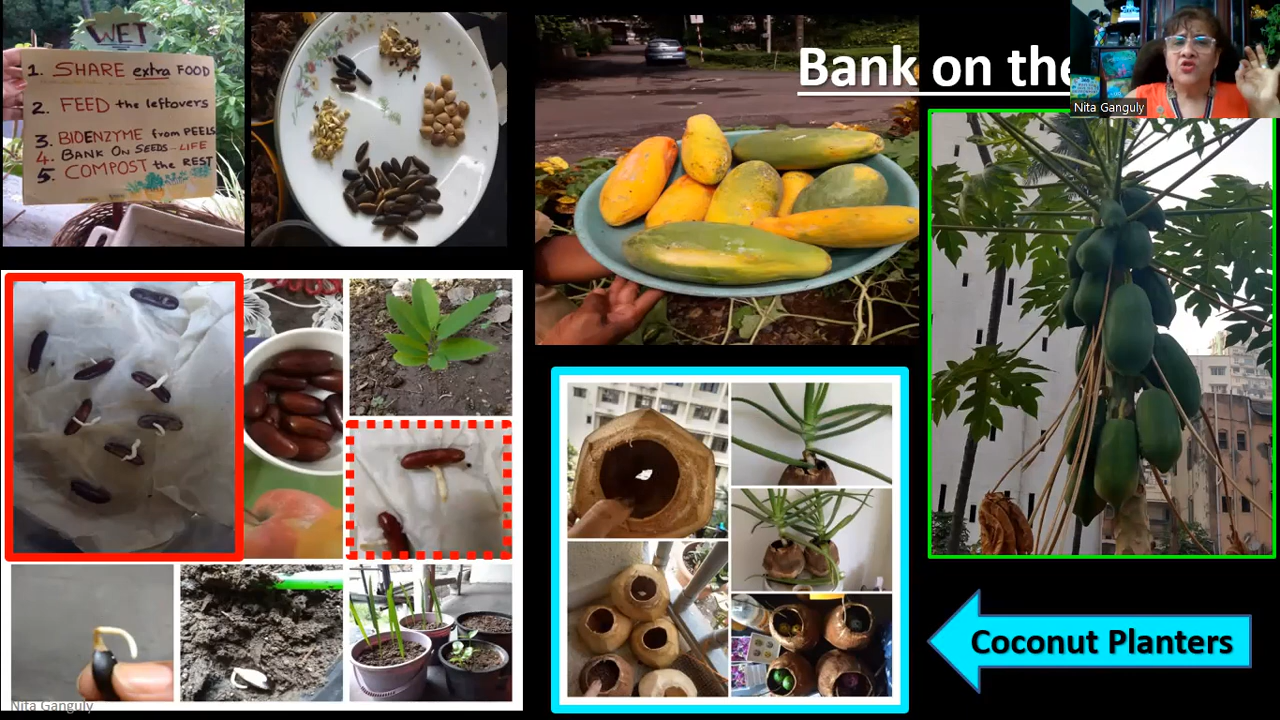 WET
1. SHARE extra FOOD
2. FEED the leftovers
3. BIOENZYME from PEELS
4. BANK ON SEEDS - LIFE
5. COMPOST the REST
Bank on the
Nita Ganguly
Coconut Planters
Nita Ganguly